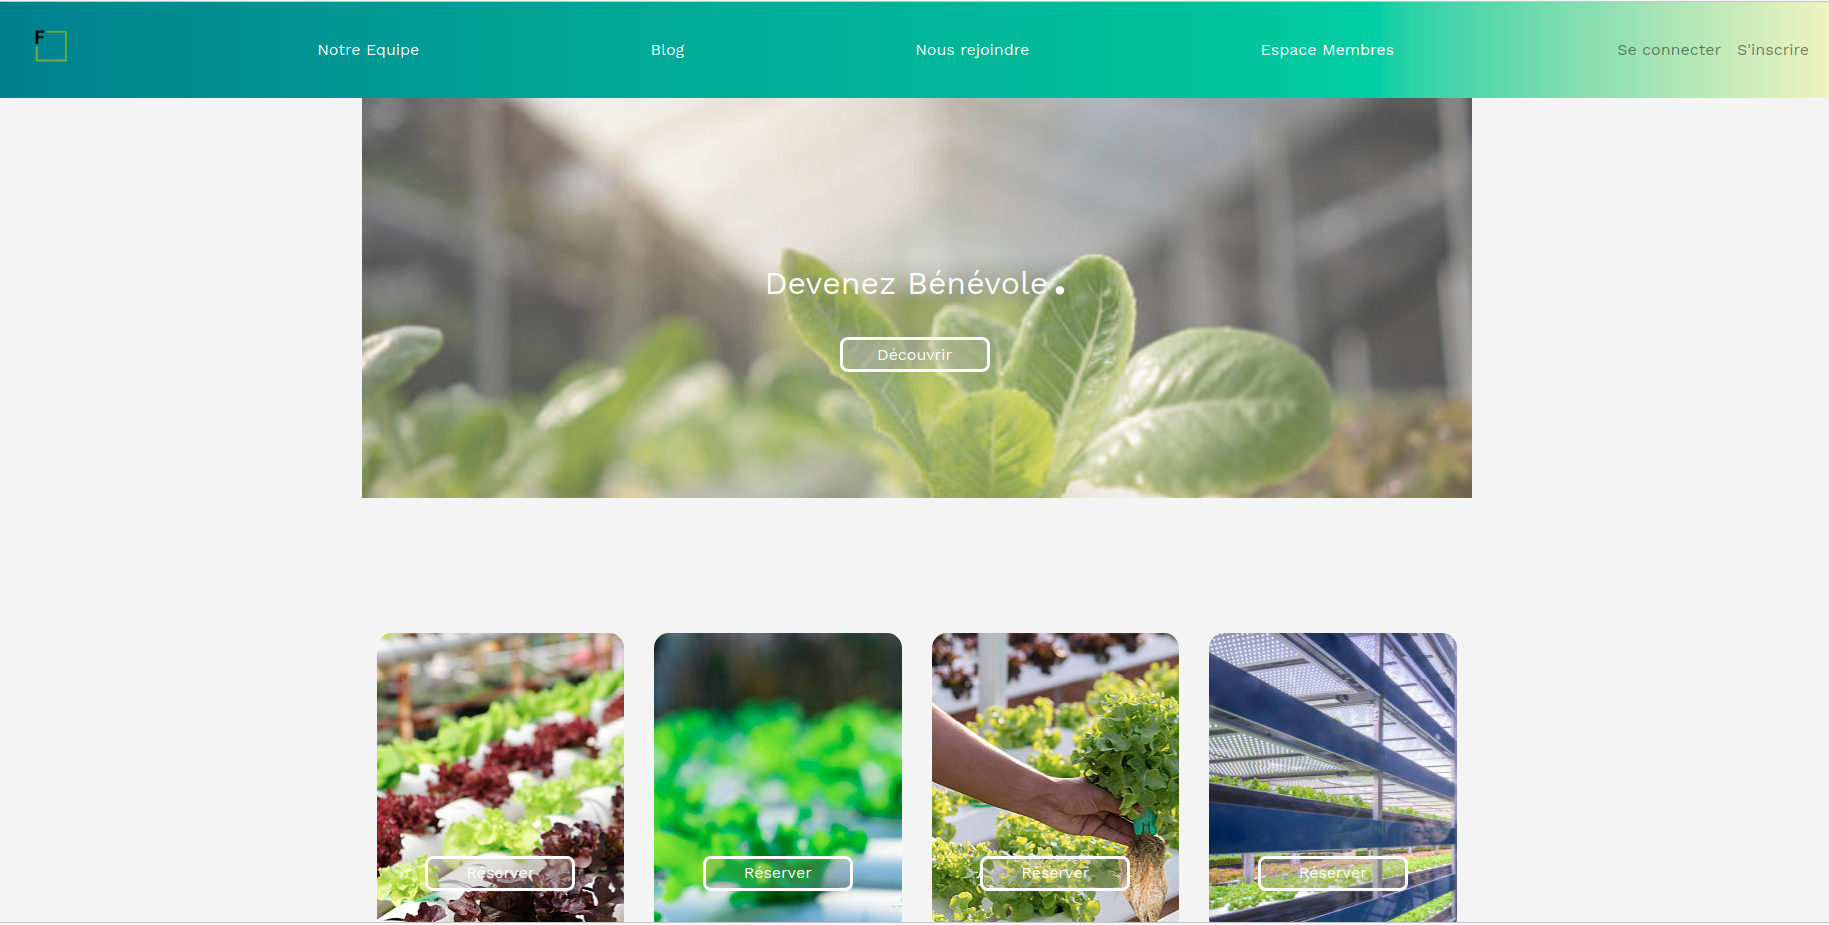 F
Notre Equipe
Blog
Nous rejoindre
Espace Membres
Se connecter
S'inscrire
Devenez Bénévole.
Découvrir
Réserver
Réserver
Réserver
Réserver